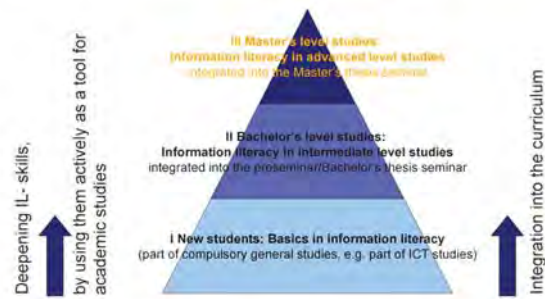 Deepening IL- skills,
by using them actively as a tool for
academic studies
III Master's level studies:
Information literacy in advanced level studies
integrated into the Master's thesis seminar
II Bachelor's level studies:
Information literacy in intermediate level studies
integrated into the proseminar/Bachelor's thesis seminar
I New students: Basics in information literacy
(part of compulsory general studies, e.g. part of ICT studies)
Integration into the curriculum